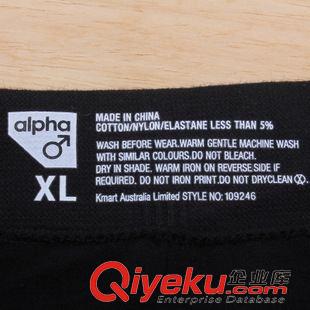 alpha
XL
MADE IN CHINA
COTTON/NYLON/ELASTANE LESS THAN 5%
WASH BEFORE WEAR.WARM GENTLE MACHINE WASH
WITH SIMILAR COLOURS.DO NOT BLEACH.
DRY IN SHADE. WARM IRON ON REVERSE SIDE IF
REQUIRED. DO NOT IRON PRINT.DO NOT DRYCLEAN
Kmart Australia Limited STYLE NO:109246
Qiyeku.com 企业库
Enterprise Database